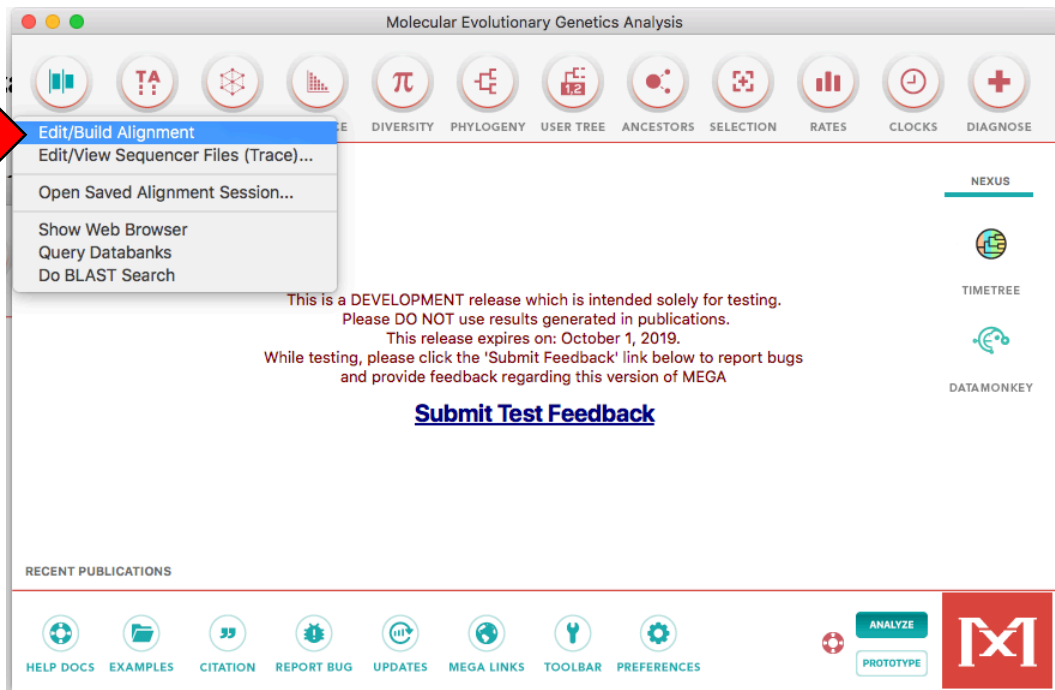 Molecular Evolutionary Genetics Analysis
TA
π
1,2
DIVERSITY PHYLOGENY USER TREE ANCESTORS SELECTION RATES CLOCKS DIAGNOSE
Edit/Build Alignment
Edit/View Sequencer Files (Trace)...
Open Saved Alignment Session...
Show Web Browser
Query Databanks
Do BLAST Search
NEXUS
TIMETREE
DATAMONKEY
This is a DEVELOPMENT release which is intended solely for testing.
Please DO NOT use results generated in publications.
This release expires on: October 1, 2019.
While testing, please click the 'Submit Feedback' link below to report bugs
and provide feedback regarding this version of MEGA
Submit Test Feedback
RECENT PUBLICATIONS
HELP DOCS EXAMPLES CITATION REPORT BUG UPDATES MEGA LINKS TOOLBAR PREFERENCES
ANALYZE
PROTOTYPE
M